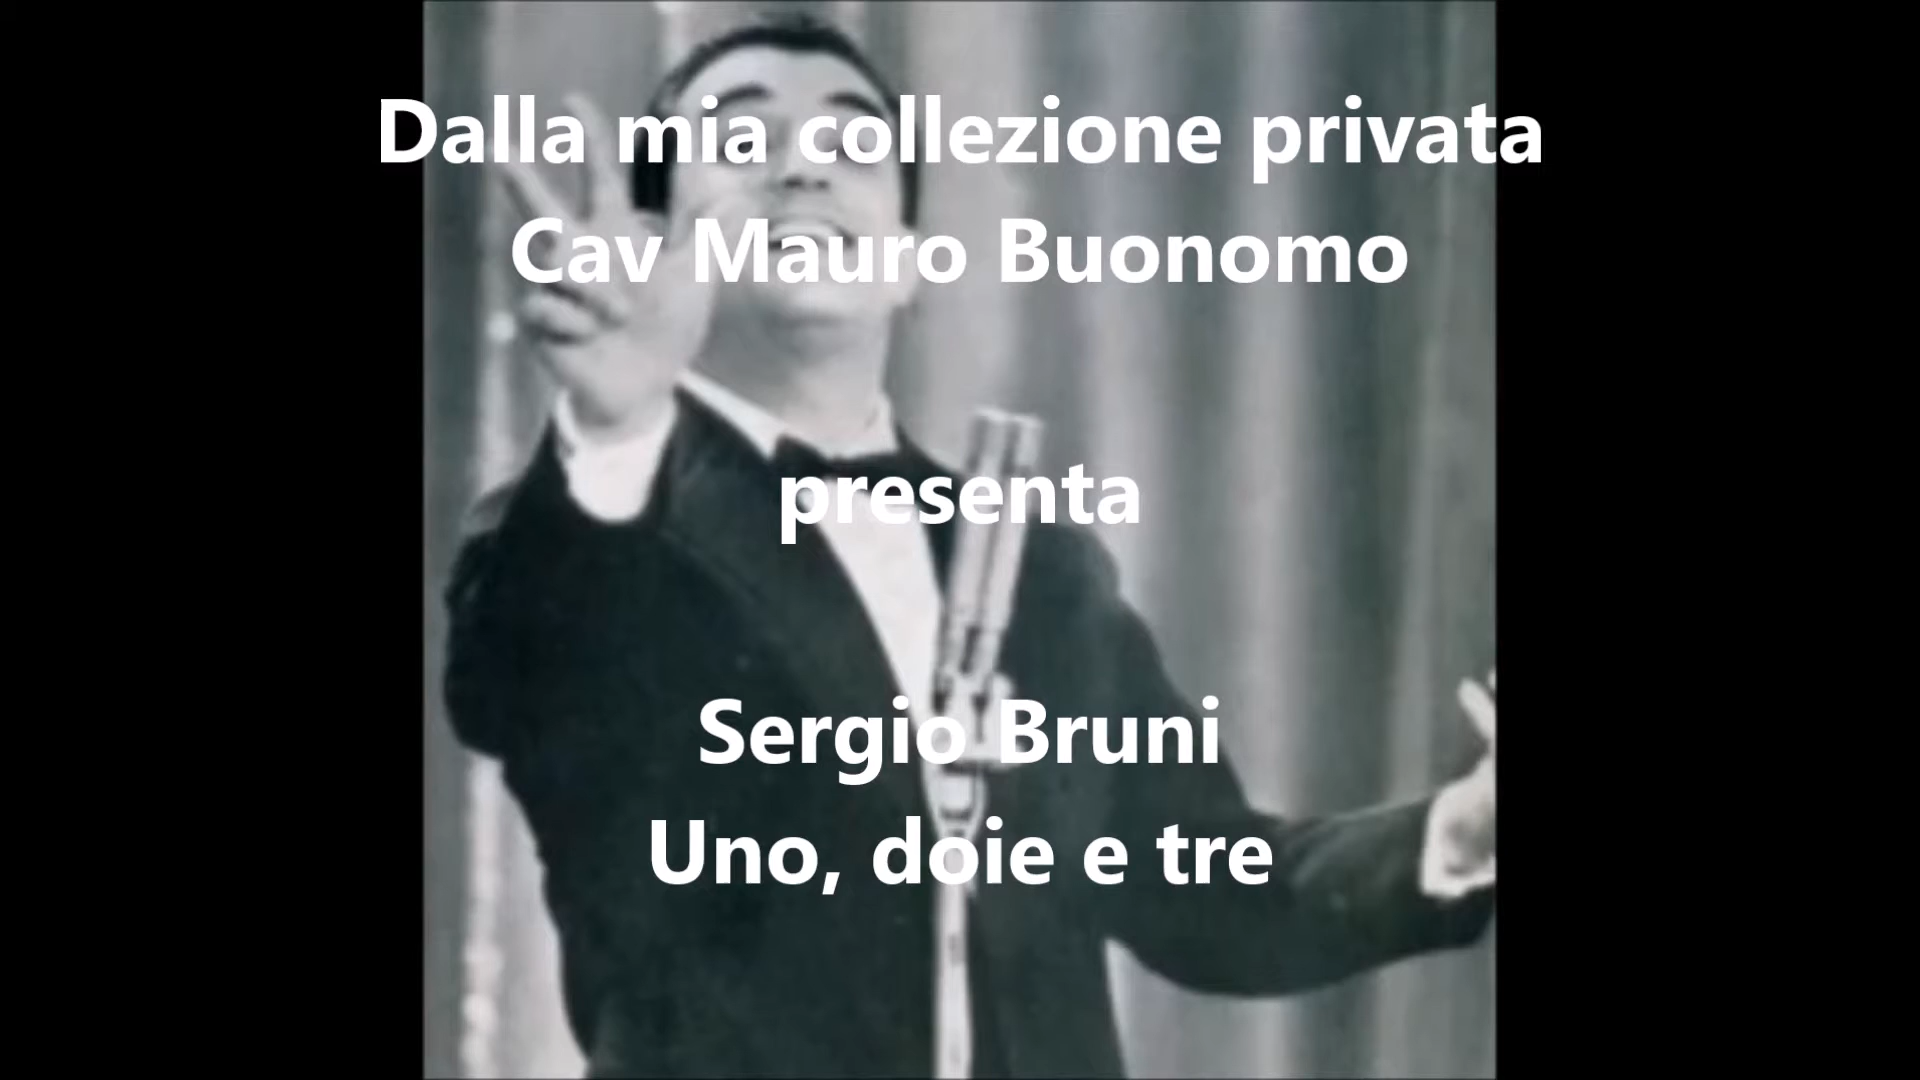 Dalla mia collezione privata
Cav Mauro Buonomo
presenta
Sergio Bruni
Uno, doie e tre